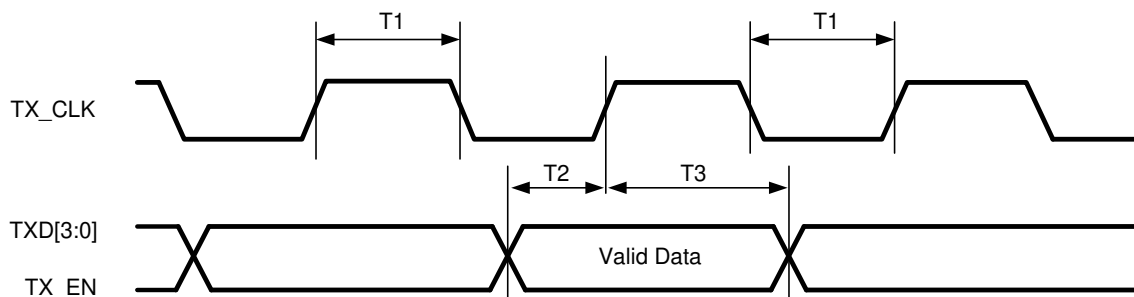 T1
T1
TX_CLK
T2
T3
TXD[3:0]
Valid Data
TX_EN